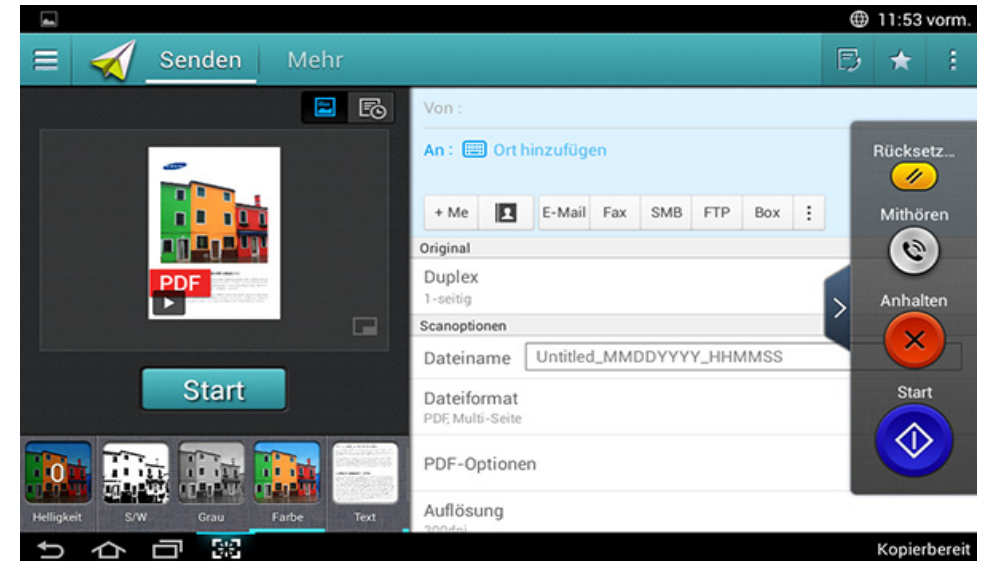 11:53 vorm.
Senden
Mehr
Von :
An :
Ort hinzufügen
+ Me
E-Mail
Fax
SMB
FTP
Box
Original
Duplex
1-seitig
Scanoptionen
Dateiname
Untitled_MMDDYYYY_HHMMSS
Dateiformat
PDF, Multi-Seite
PDF-Optionen
Auflösung
300dpi
PDF
Start
0
Helligkeit
S/W
Grau
Farbe
Text
Rücksetz...
Mithören
Anhalten
Start
Kopierbereit